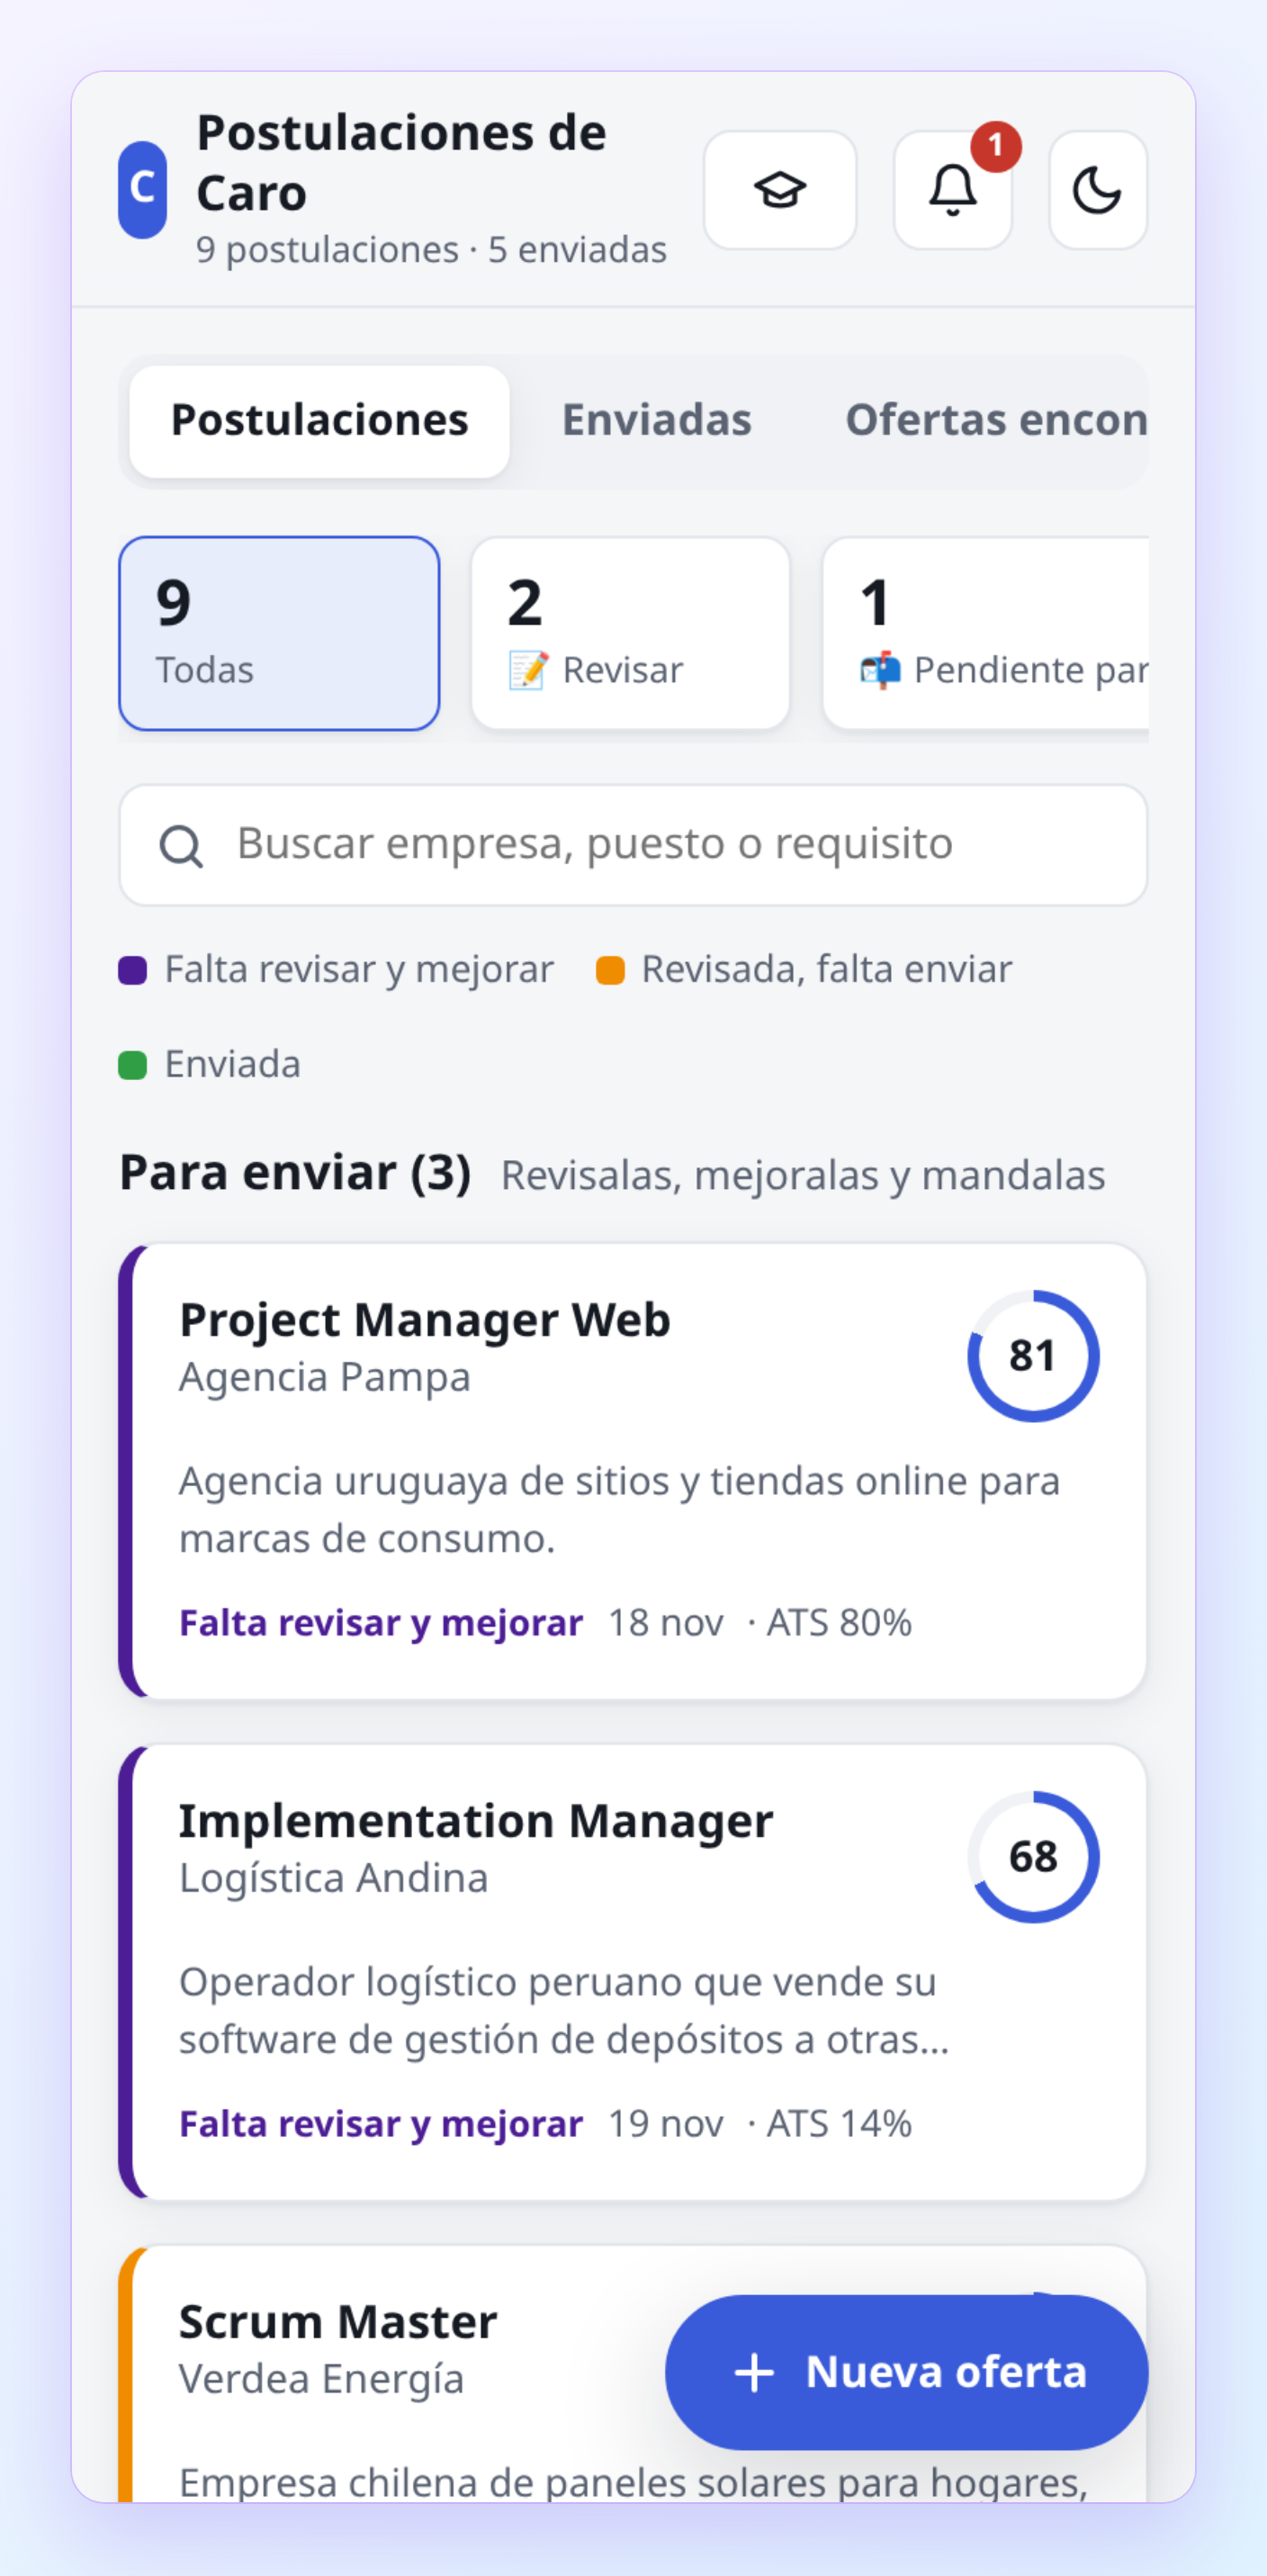 C
Postulaciones de
Caro
9 postulaciones · 5 enviadas
1
Postulaciones Enviadas Ofertas encon
9
Todas
2
📝 Revisar
1
📬 Pendiente par
Buscar empresa, puesto o requisito
Falta revisar y mejorar Revisada, falta enviar
Enviada
Para enviar (3) Revisalas, mejoralas y mandalas
Project Manager Web
Agencia Pampa
81
Agencia uruguaya de sitios y tiendas online para
marcas de consumo.
Falta revisar y mejorar 18 nov · ATS 80%
Implementation Manager
Logística Andina
68
Operador logístico peruano que vende su
software de gestión de depósitos a otras...
Falta revisar y mejorar 19 nov · ATS 14%
Scrum Master
Verdea Energía
+ Nueva oferta
Empresa chilena de paneles solares para hogares,